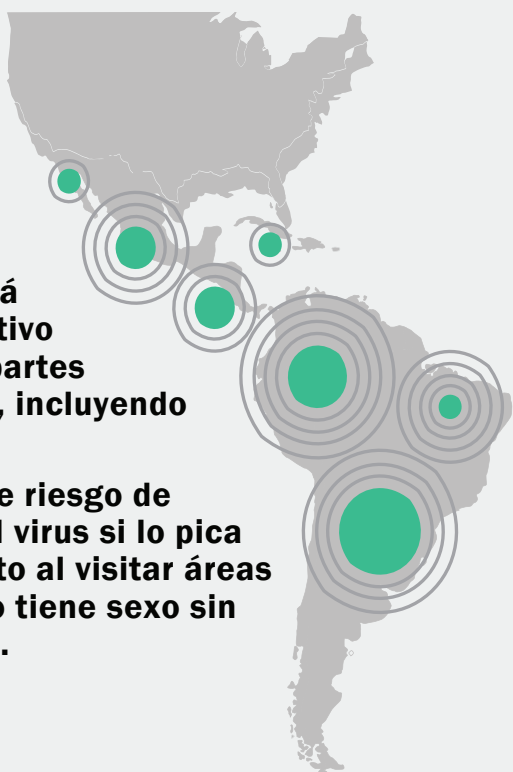 á
tivo
partes
, incluyendo
e riesgo de
l virus si lo pica
to al visitar áreas
o tiene sexo sin
.